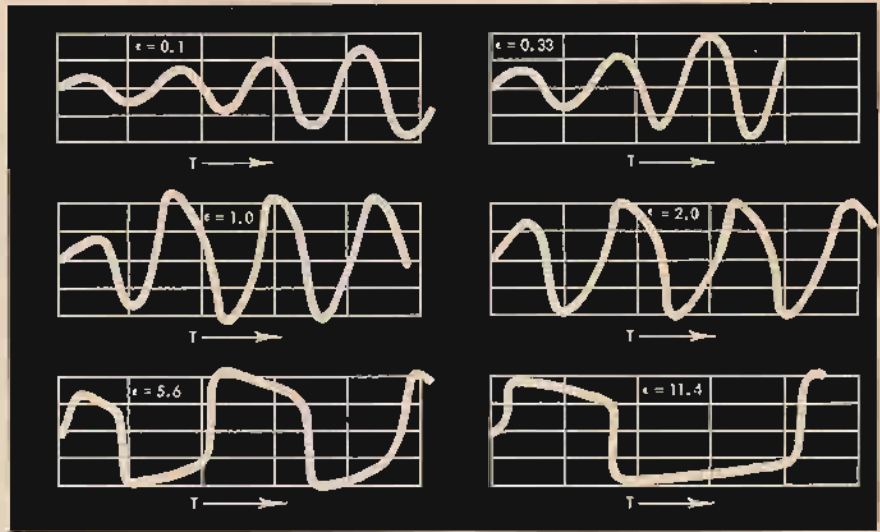 ϵ = 0.1
ϵ = 0.33
T
T
ϵ = 1.0
ϵ = 2.0
T
T
ϵ = 5.6
ϵ = 11.4
T
T